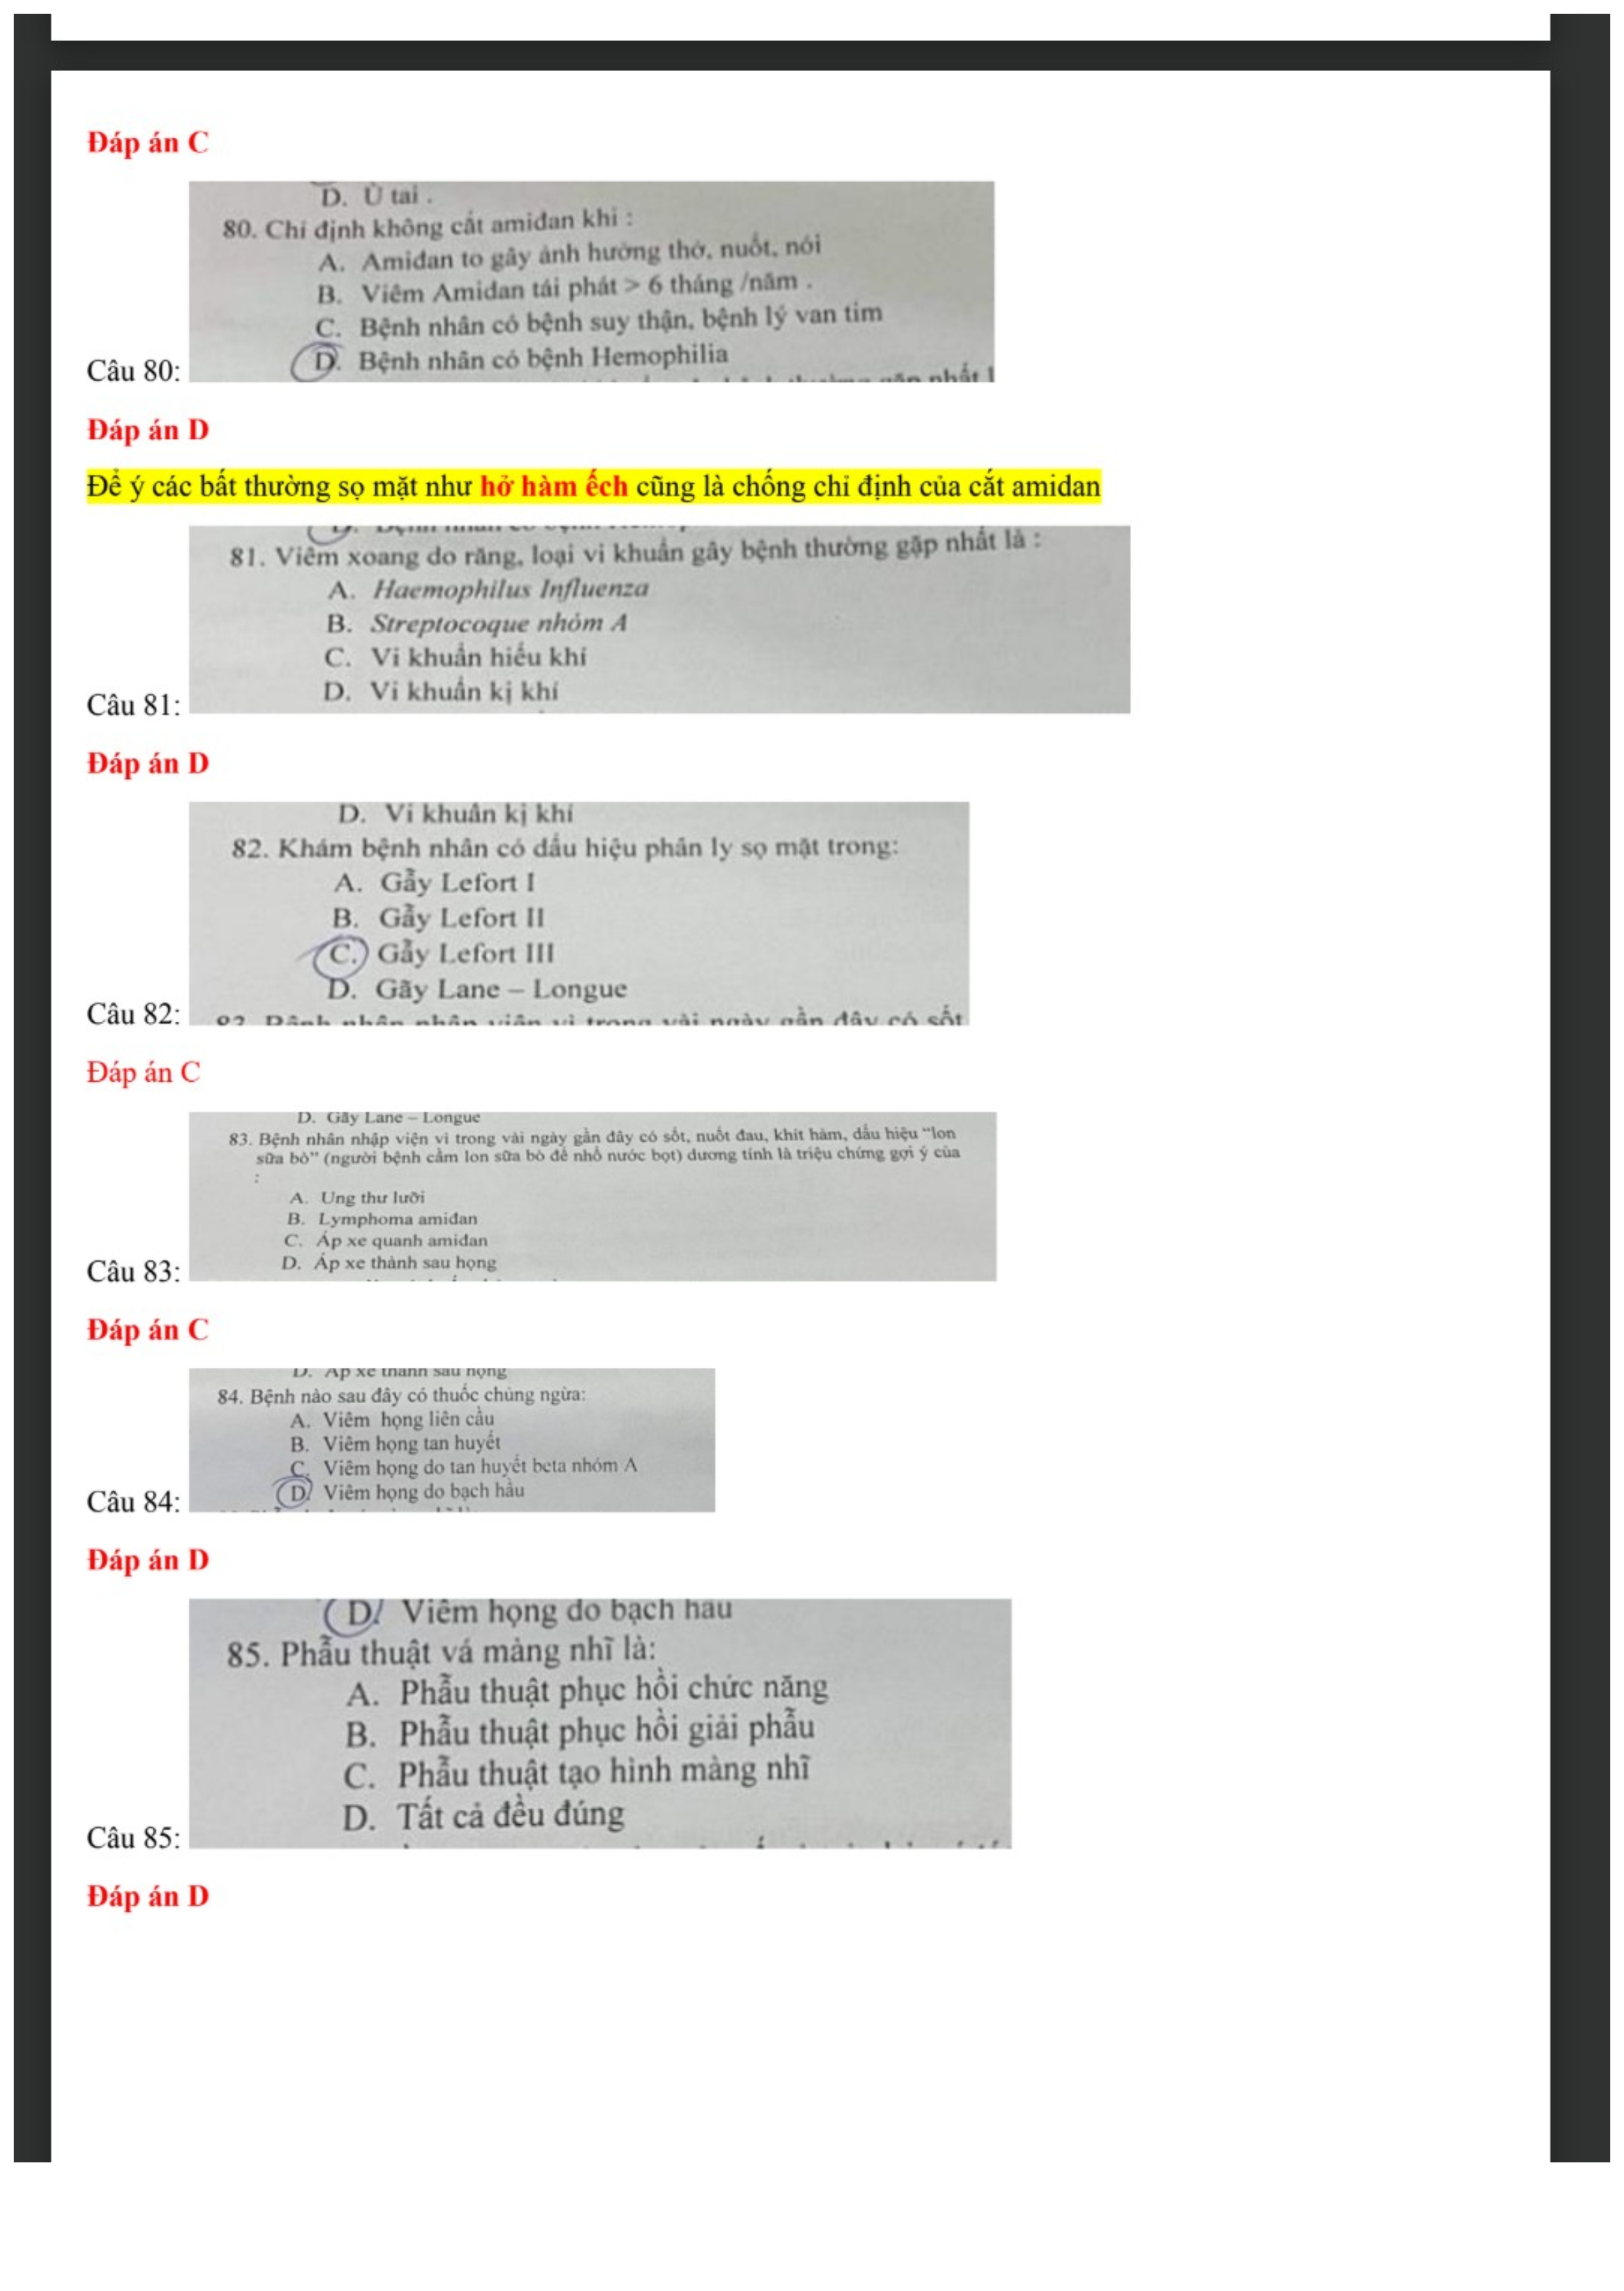 Đáp án C
D. Ù tai .
80. Chỉ định không cắt amiđan khi :
A. Amiđan to gây ảnh hưởng thở, nuốt, nói
B. Viêm Amiđan tái phát > 6 tháng /năm .
C. Bệnh nhân có bệnh suy thận, bệnh lý van tim
D. Bệnh nhân có bệnh Hemophilia
Câu 80:
Đáp án D
Để ý các bất thường sọ mặt như hở hàm ếch cũng là chống chỉ định của cắt amidan
81. Viêm xoang do răng, loại vi khuẩn gây bệnh thường gặp nhất là :
A. Haemophilus Influenza
B. Streptocoque nhóm A
C. Vi khuẩn hiếu khí
D. Vi khuẩn kị khí
Câu 81:
Đáp án D
D. Vi khuẩn kị khí
82. Khám bệnh nhân có dấu hiệu phân ly sọ mặt trong:
A. Gẫy Lefort I
B. Gẫy Lefort II
C. Gẫy Lefort III
D. Gãy Lane – Longue
Câu 82:
Đáp án C
D. Gãy Lane – Longue
83. Bệnh nhân nhập viện vì trong vài ngày gần đây có sốt, nuốt đau, khít hàm, dấu hiệu “lon
sữa bò” (người bệnh cầm lon sữa bò để nhổ nước bọt) dương tính là triệu chứng gợi ý của
:
A. Ung thư lưỡi
B. Lymphoma amiđan
C. Áp xe quanh amiđan
D. Áp xe thành sau họng
Câu 83:
Đáp án C
D. Áp xe thành sau họng
84. Bệnh nào sau đây có thuốc chủng ngừa:
A. Viêm họng liên cầu
B. Viêm họng tan huyết
C. Viêm họng do tan huyết beta nhóm A
D. Viêm họng do bạch hầu
Câu 84:
Đáp án D
D. Viêm họng do bạch hầu
85. Phẫu thuật vá màng nhĩ là:
A. Phẫu thuật phục hồi chức năng
B. Phẫu thuật phục hồi giải phẫu
C. Phẫu thuật tạo hình màng nhĩ
D. Tất cả đều đúng
Câu 85:
Đáp án D